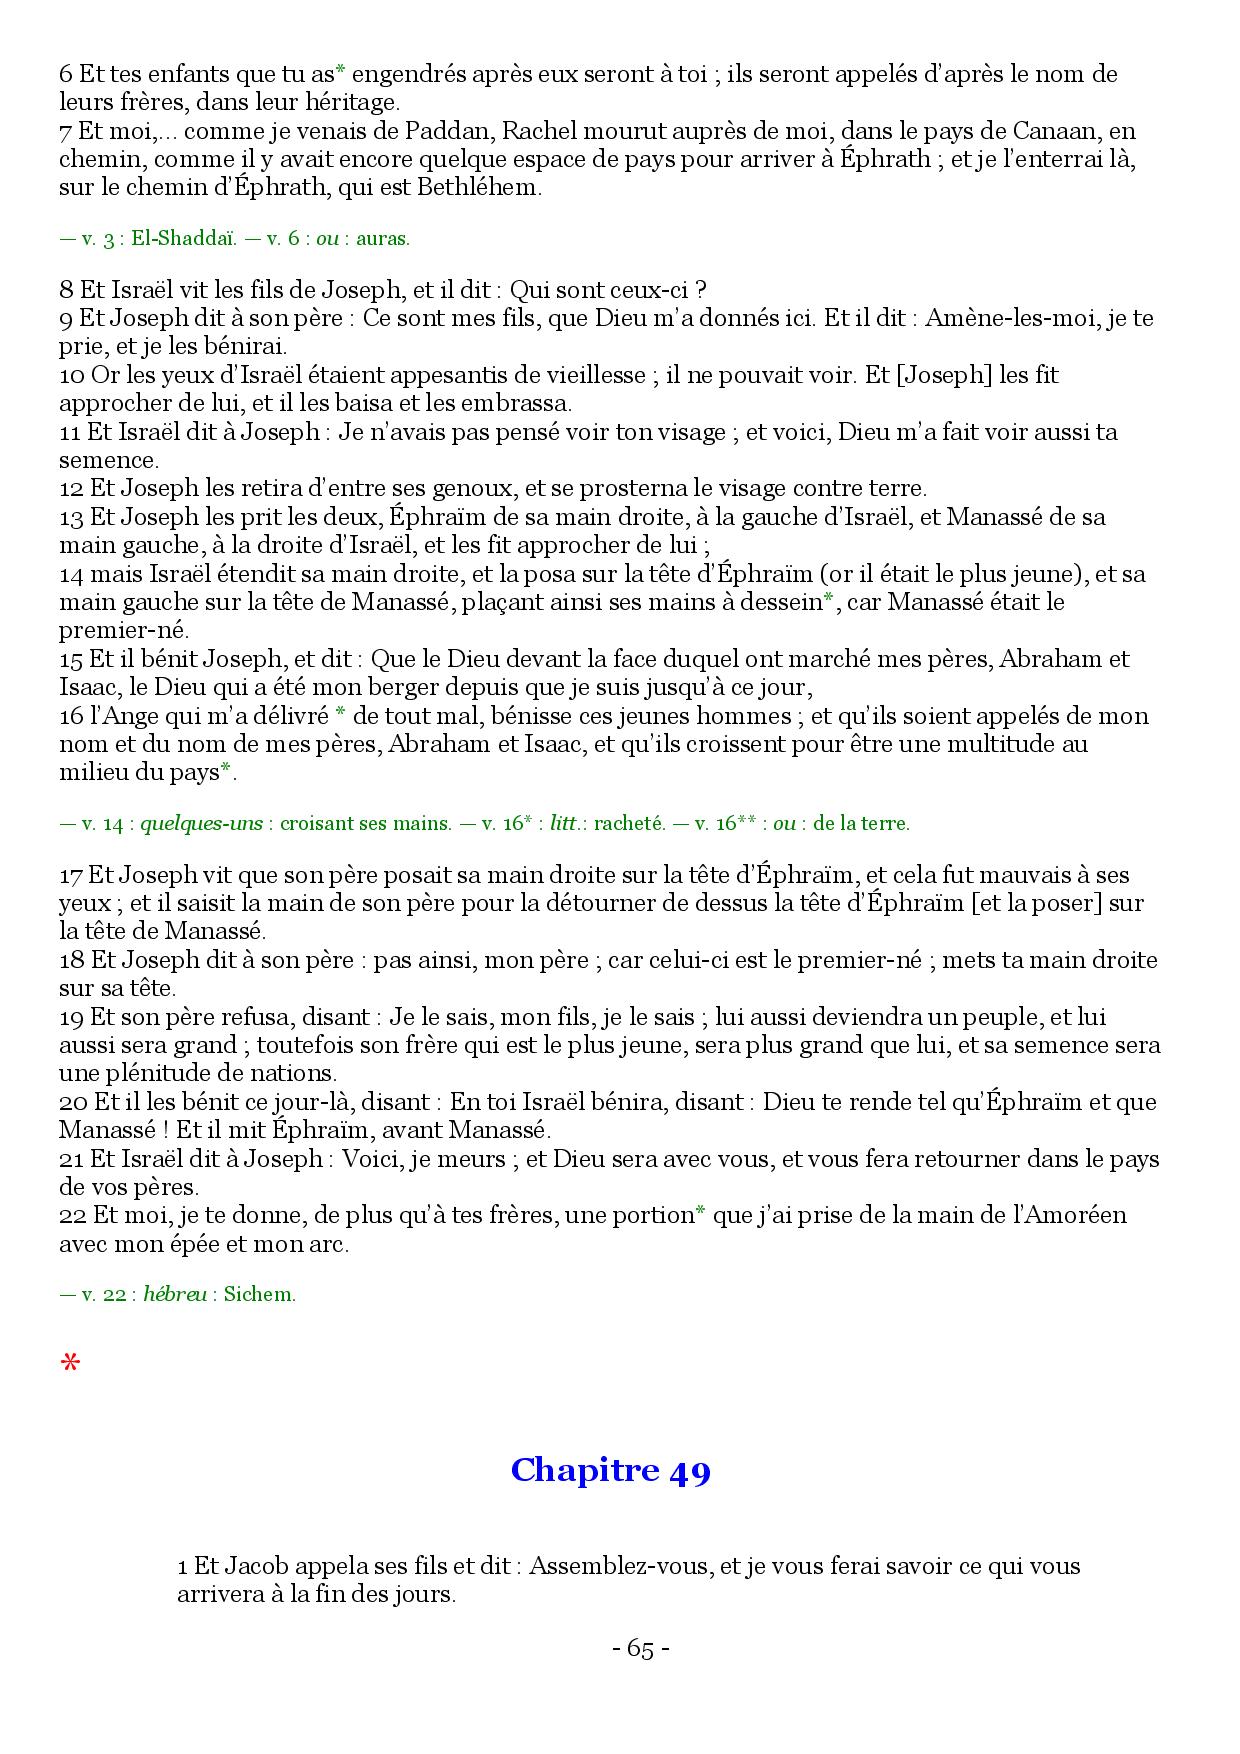 6 Et tes enfants que tu as* engendrés après eux seront à toi ; ils seront appelés d’après le nom de
leurs frères, dans leur héritage.
7 Et moi,... comme je venais de Paddan, Rachel mourut auprès de moi, dans le pays de Canaan, en
chemin, comme il y avait encore quelque espace de pays pour arriver à Éphrath ; et je l’enterrai là,
sur le chemin d’Éphrath, qui est Bethléhem.
— v. 3 : El-Shaddaï. — v. 6 : ou : auras.
8 Et Israël vit les fils de Joseph, et il dit : Qui sont ceux-ci ?
9 Et Joseph dit à son père : Ce sont mes fils, que Dieu m’a donnés ici. Et il dit : Amène-les-moi, je te
prie, et je les bénirai.
10 Or les yeux d’Israël étaient appesantis de vieillesse ; il ne pouvait voir. Et [Joseph] les fit
approcher de lui, et il les baisa et les embrassa.
11 Et Israël dit à Joseph : Je n’avais pas pensé voir ton visage ; et voici, Dieu m’a fait voir aussi ta
semence.
12 Et Joseph les retira d’entre ses genoux, et se prosterna le visage contre terre.
13 Et Joseph les prit les deux, Éphraïm de sa main droite, à la gauche d’Israël, et Manassé de sa
main gauche, à la droite d’Israël, et les fit approcher de lui ;
14 mais Israël étendit sa main droite, et la posa sur la tête d’Éphraïm (or il était le plus jeune), et sa
main gauche sur la tête de Manassé, plaçant ainsi ses mains à dessein*, car Manassé était le
premier-né.
15 Et il bénit Joseph, et dit : Que le Dieu devant la face duquel ont marché mes pères, Abraham et
Isaac, le Dieu qui a été mon berger depuis que je suis jusqu’à ce jour,
16 l’Ange qui m’a délivré * de tout mal, bénisse ces jeunes hommes ; et qu’ils soient appelés de mon
nom et du nom de mes pères, Abraham et Isaac, et qu’ils croissent pour être une multitude au
milieu du pays*.
— v. 14 : quelques-uns : croisant ses mains. — v. 16* : litt.: racheté. — v. 16** : ou : de la terre.
17 Et Joseph vit que son père posait sa main droite sur la tête d’Éphraïm, et cela fut mauvais à ses
yeux ; et il saisit la main de son père pour la détourner de dessus la tête d’Éphraïm [et la poser] sur
la tête de Manassé.
18 Et Joseph dit à son père : pas ainsi, mon père ; car celui-ci est le premier-né ; mets ta main droite
sur sa tête.
19 Et son père refusa, disant : Je le sais, mon fils, je le sais ; lui aussi deviendra un peuple, et lui
aussi sera grand ; toutefois son frère qui est le plus jeune, sera plus grand que lui, et sa semence sera
une plénitude de nations.
20 Et il les bénit ce jour-là, disant : En toi Israël bénira, disant : Dieu te rende tel qu’Éphraïm et que
Manassé ! Et il mit Éphraïm, avant Manassé.
21 Et Israël dit à Joseph : Voici, je meurs ; et Dieu sera avec vous, et vous fera retourner dans le pays
de vos pères.
22 Et moi, je te donne, de plus qu’à tes frères, une portion* que j’ai prise de la main de l’Amoréen
avec mon épée et mon arc.
— v. 22 : hébreu : Sichem.
*
Chapitre 49
1 Et Jacob appela ses fils et dit : Assemblez-vous, et je vous ferai savoir ce qui vous
arrivera à la fin des jours.
- 65 -